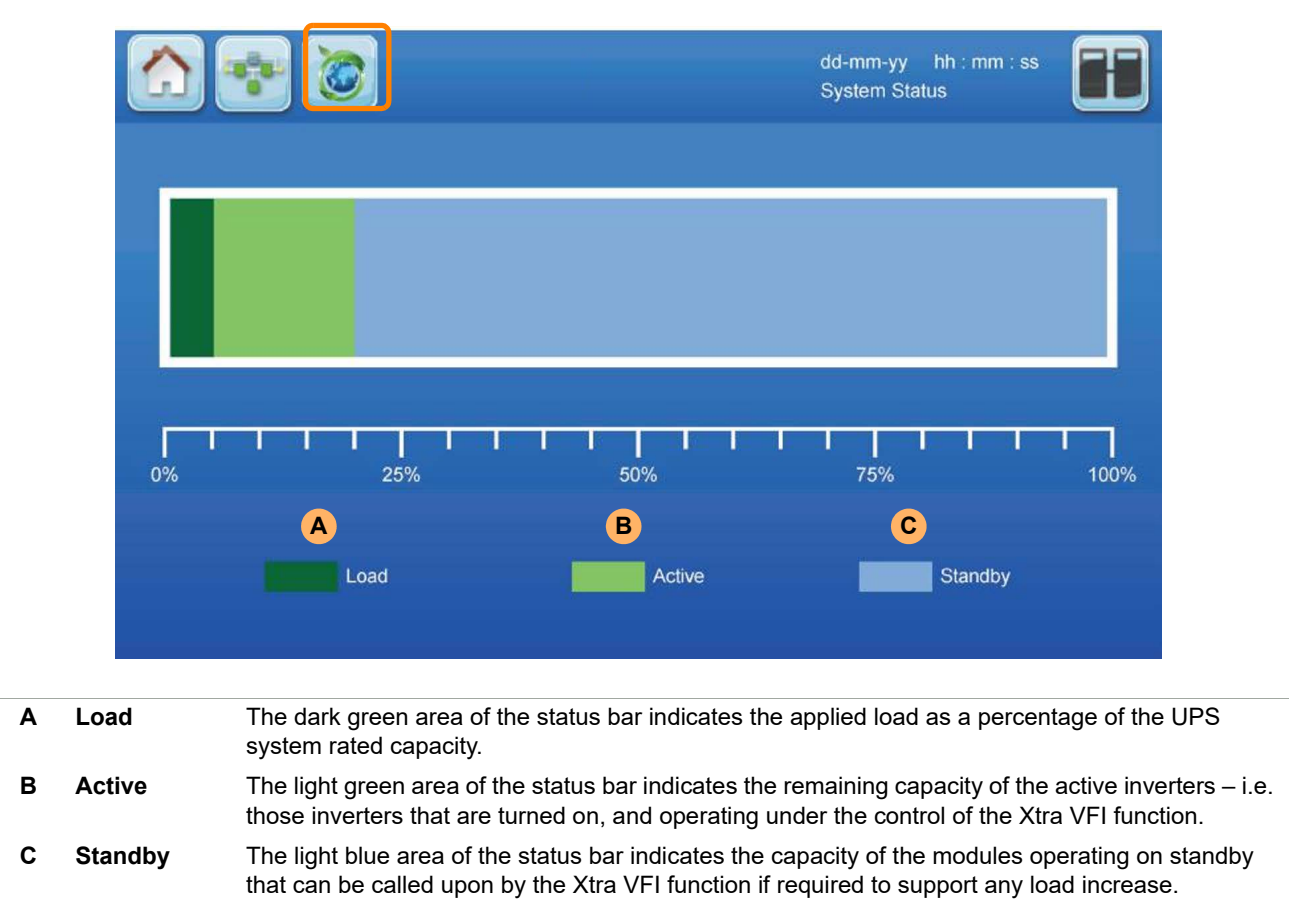 dd-mm-yy hh : mm : ss
System Status
0% 25% 50% 75% 100%
A B C
Load Active Standby
A Load The dark green area of the status bar indicates the applied load as a percentage of the UPS
system rated capacity.
B Active The light green area of the status bar indicates the remaining capacity of the active inverters – i.e.
those inverters that are turned on, and operating under the control of the Xtra VFI function.
C Standby The light blue area of the status bar indicates the capacity of the modules operating on standby
that can be called upon by the Xtra VFI function if required to support any load increase.